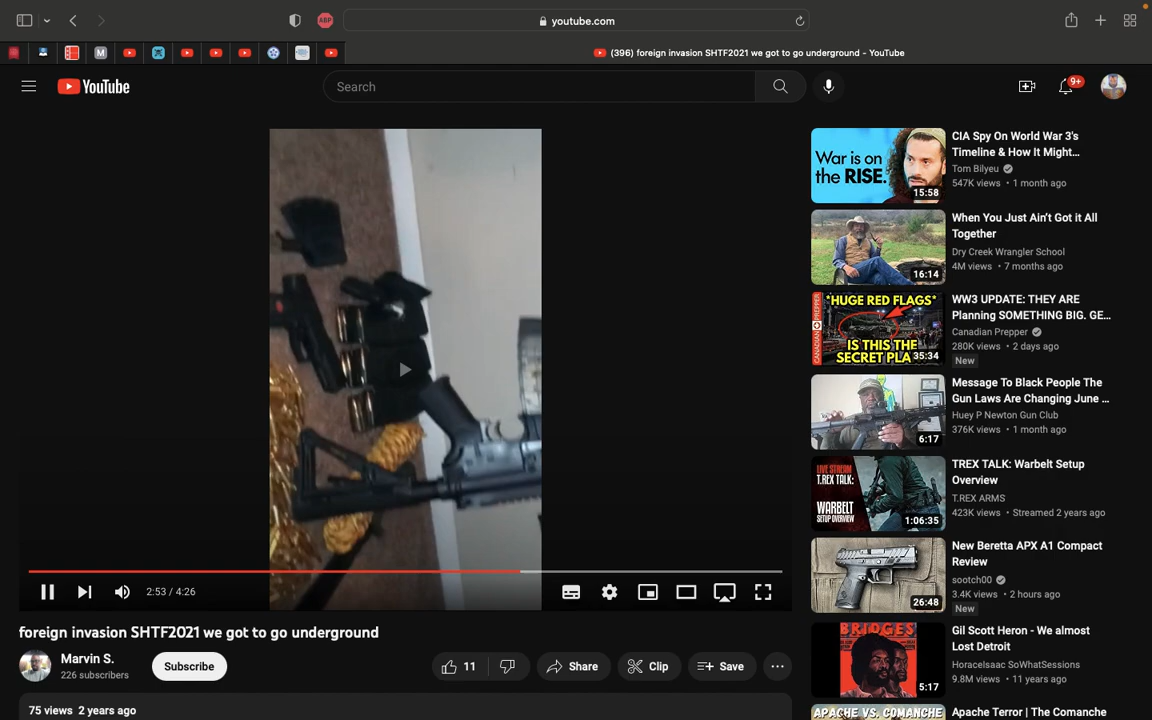 youtube.com
(396) foreign invasion SHTF2021 we got to go underground - YouTube
ABP
M
YouTube
Search
9+
War is on
the RISE.
15:58
CIA Spy On World War 3's
Timeline & How It Might...
Tom Bilyeu
547K views • 1 month ago
16:14
When You Just Ain't Got it All
Together
Dry Creek Wrangler School
4M views • 7 months ago
*HUGE RED FLAGS*
CANADIAN PREPPER
IS THIS THE
SECRET PLA
35:34
WW3 UPDATE: THEY ARE
Planning SOMETHING BIG. GE...
Canadian Prepper
280K views • 2 days ago
New
6:17
Message To Black People The
Gun Laws Are Changing June ...
Huey P Newton Gun Club
376K views • 1 month ago
LIVE STREAM
T.REX TALK:
WARBELT
SETUP OVERVIEW
1:06:35
TREX TALK: Warbelt Setup
Overview
T.REX ARMS
423K views • Streamed 2 years ago
26:48
New Beretta APX A1 Compact
Review
sootch00
3.4K views • 2 hours ago
New
BRIDGES
5:17
Gil Scott Heron - We almost
Lost Detroit
HoraceIsaac SoWhatSessions
9.8M views • 11 years ago
APACHE VS. COMANCHE
Apache Terror | The Comanche
2:53 / 4:26
foreign invasion SHTF2021 we got to go underground
Marvin S.
226 subscribers
Subscribe
11
Share
Clip
Save
75 views 2 years ago